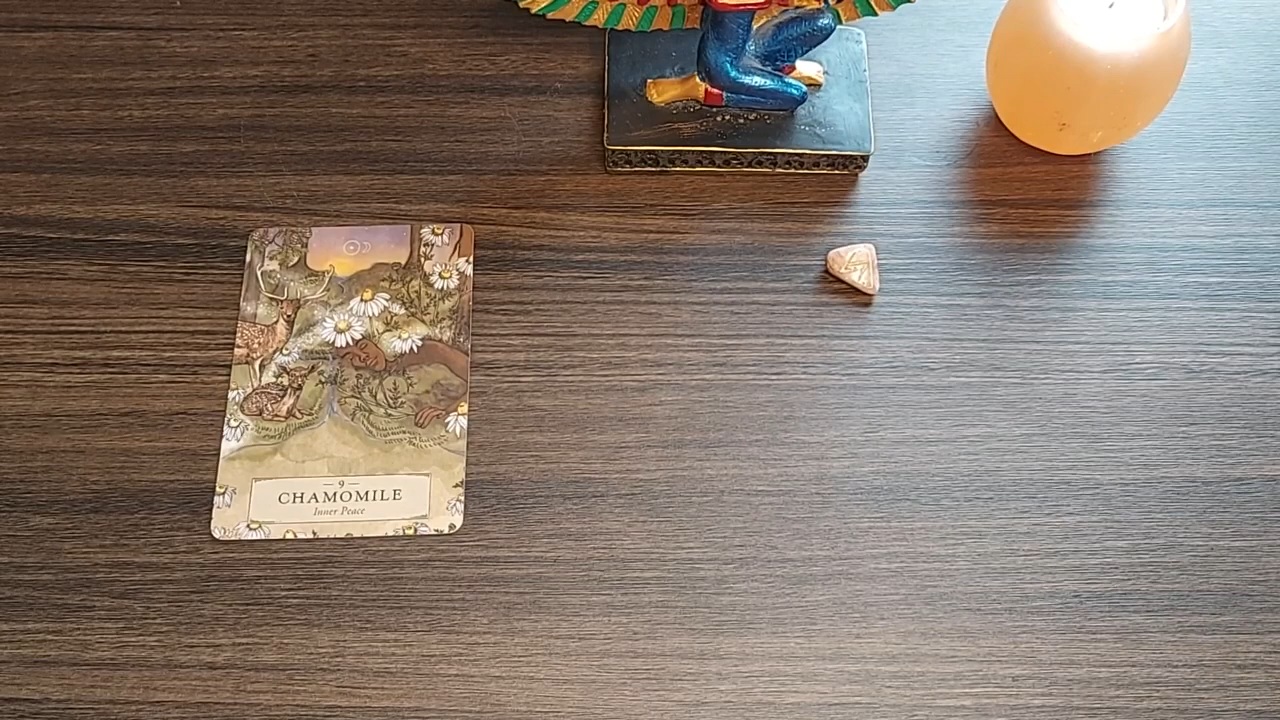 — 9 —
CHAMOMILE
Inner Peace